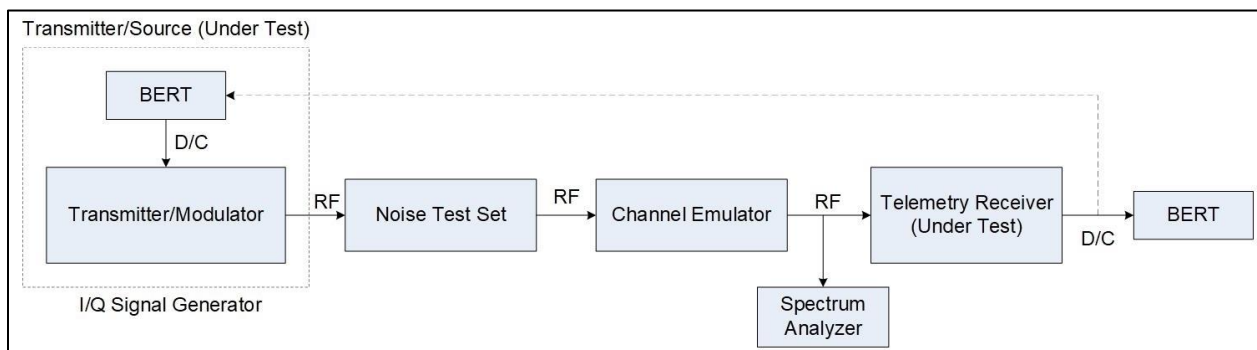 Transmitter/Source (Under Test)
BERT
D/C
Transmitter/Modulator
I/Q Signal Generator
RF
Noise Test Set
RF
Channel Emulator
RF
Spectrum
Analyzer
Telemetry Receiver
(Under Test)
D/C
BERT